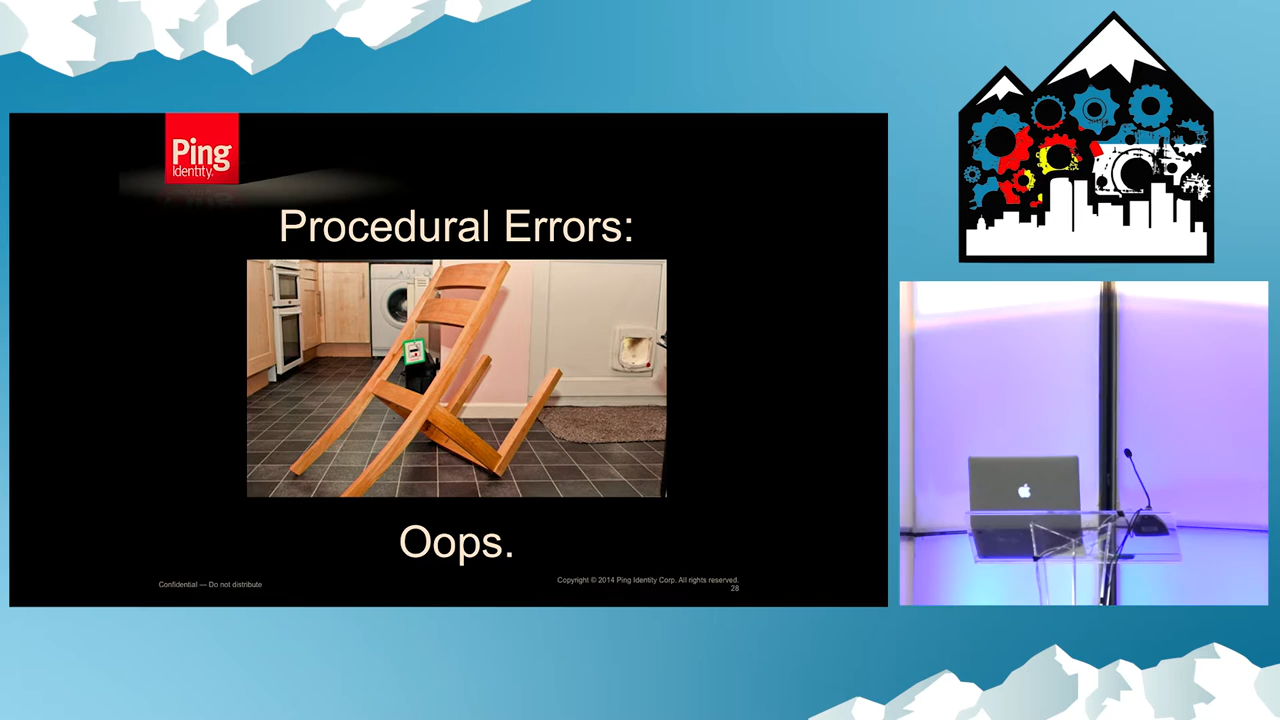 Ping
Identity.
Procedural Errors:
Oops.
Confidential — Do not distribute
Copyright © 2014 Ping Identity Corp. All rights reserved.
28